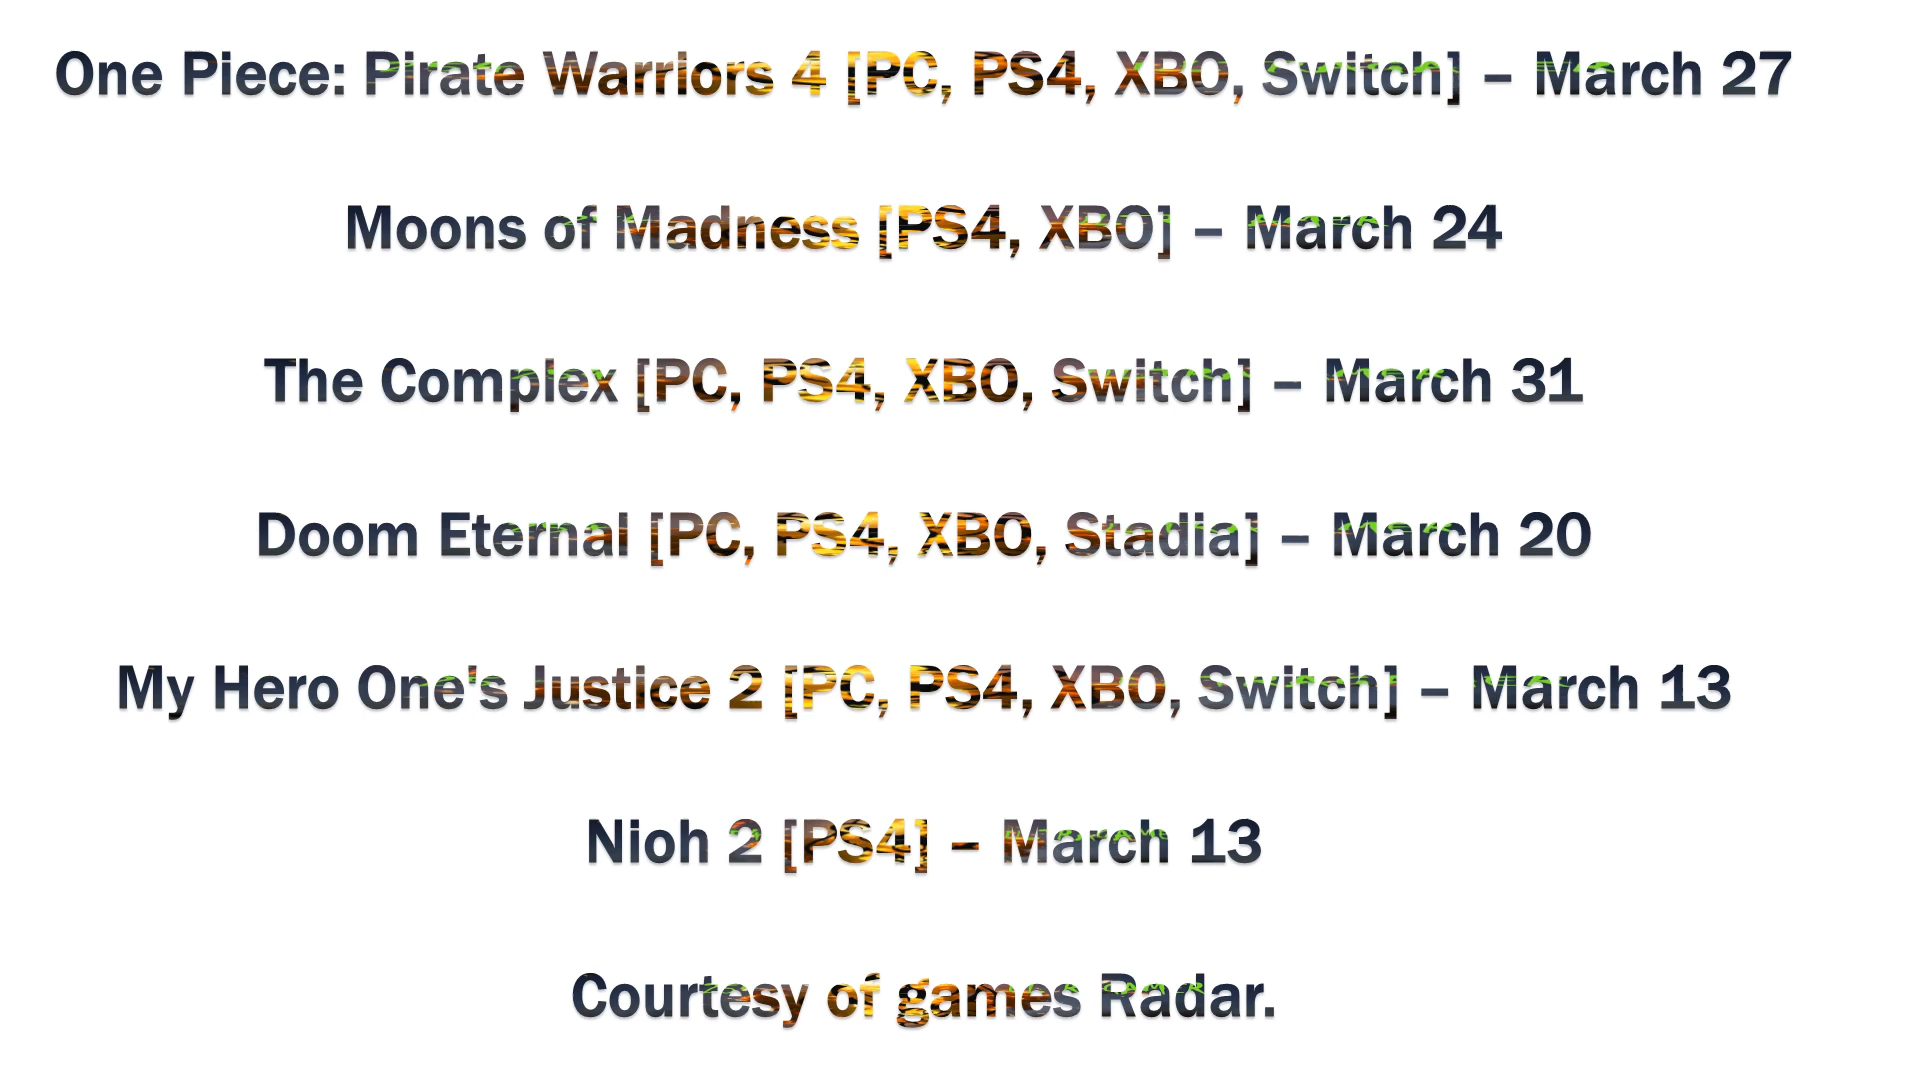 One Piece: Pirate Warriors 4 [PC, PS4, XBO, Switch] – March 27
Moons of Madness [PS4, XBO] – March 24
The Complex [PC, PS4, XBO, Switch] – March 31
Doom Eternal [PC, PS4, XBO, Stadia] – March 20
My Hero One's Justice 2 [PC, PS4, XBO, Switch] – March 13
Nioh 2 [PS4] – March 13
Courtesy of games Radar.